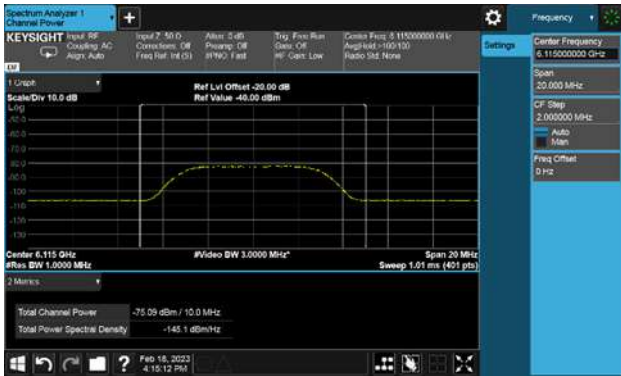 Spectrum Analyzer 1
Channel Power
+
Frequency
KEYSIGHT
Input: RF
Coupling: AC
Align: Auto
Input Z: 50 Ω
Corrections: Off
Freq Ref: Int (S)
Atten: 0 dB
Preamp: Off
PNO: Fast
Trig: Free Run
Gate: Off
IF Gain: Low
Center Freq: 6.115000000 GHz
Avg|Hold:>100/100
Radio Std: None
Settings
Center Frequency
6.115000000 GHz
Span
20.000 MHz
CF Step
2.000000 MHz
Auto
Man
Freq Offset
0 Hz
1 Graph
Scale/Div 10.0 dB
Ref Lvl Offset -20.00 dB
Ref Value -40.00 dBm
Log
-50.0
-60.0
-70.0
-80.0
-90.0
-100
-110
-120
-130
Center 6.115 GHz
#Res BW 1.0000 MHz
#Video BW 3.0000 MHz*
Span 20 MHz
Sweep 1.01 ms (401 pts)
2 Metrics
Total Channel Power -75.09 dBm / 10.0 MHz
Total Power Spectral Density -145.1 dBm/Hz
?
Feb 18, 2023
4:15:12 PM